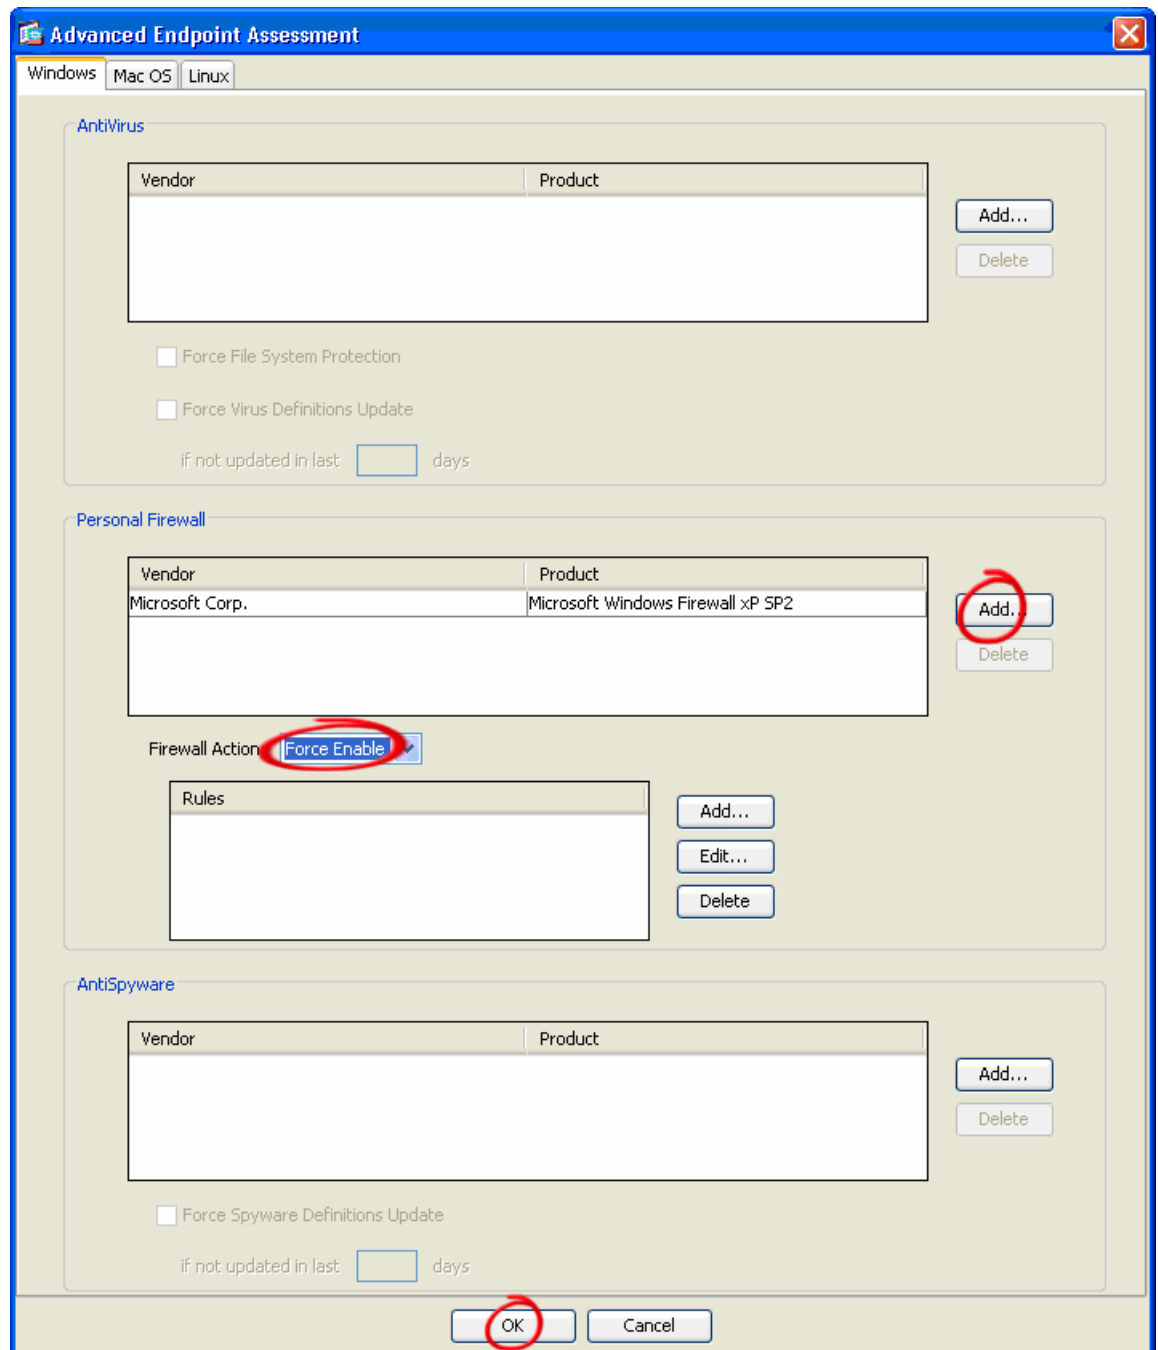 Advanced Endpoint Assessment
Windows Mac OS Linux
AntiVirus
Vendor Product
Add...
Delete
Force File System Protection
Force Virus Definitions Update
if not updated in last days
Personal Firewall
Vendor Product
Microsoft Corp. Microsoft Windows Firewall xP SP2
Add...
Delete
Firewall Action Force Enable
Rules
Add...
Edit...
Delete
AntiSpyware
Vendor Product
Add...
Delete
Force Spyware Definitions Update
if not updated in last days
OK Cancel